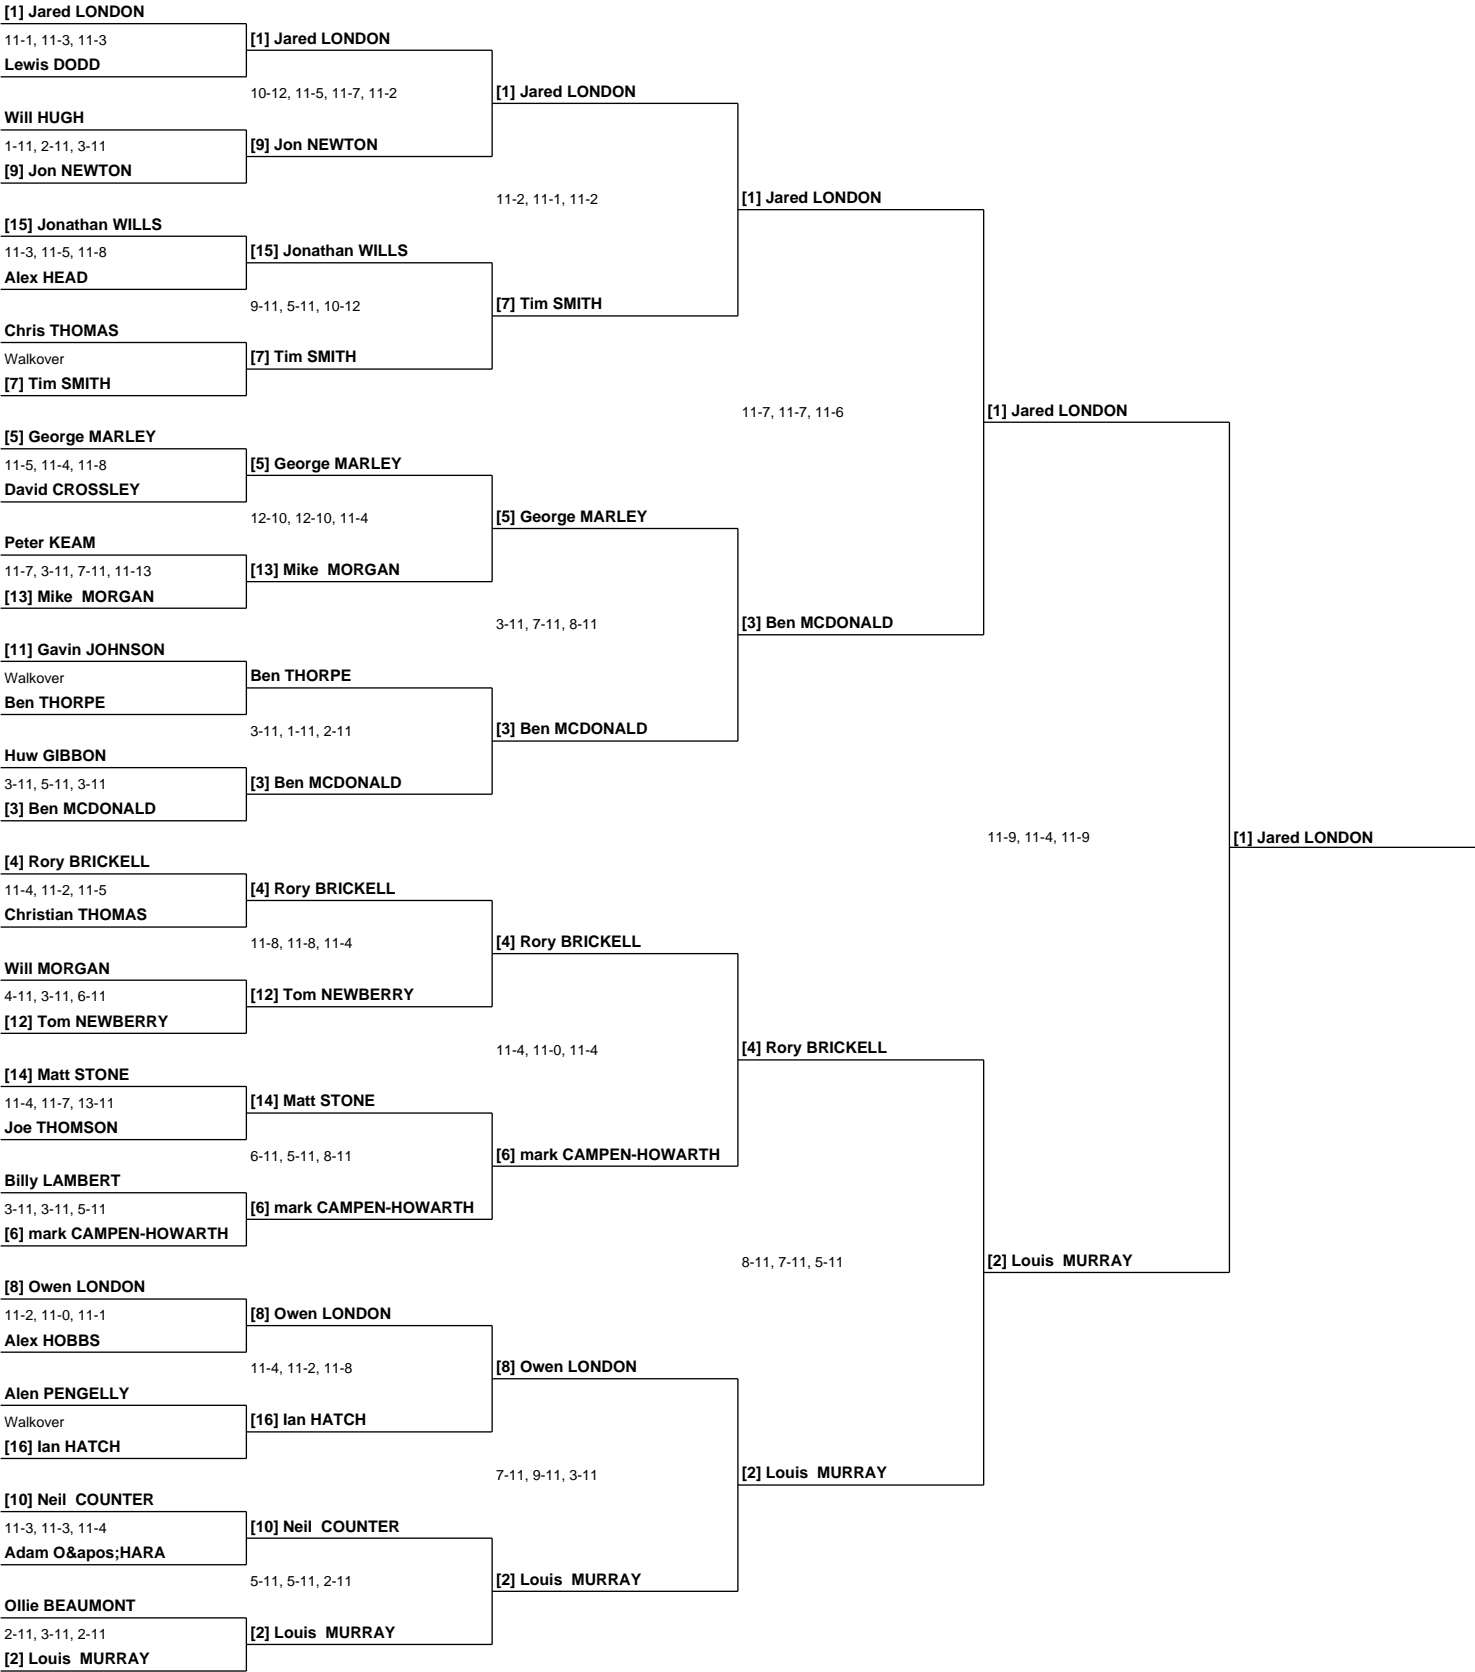 [1] Jared LONDON
11-1, 11-3, 11-3
Lewis DODD
Will HUGH
1-11, 2-11, 3-11
[9] Jon NEWTON
[15] Jonathan WILLS
11-3, 11-5, 11-8
Alex HEAD
Chris THOMAS
Walkover
[7] Tim SMITH
[5] George MARLEY
11-5, 11-4, 11-8
David CROSSLEY
Peter KEAM
11-7, 3-11, 7-11, 11-13
[13] Mike  MORGAN
[11] Gavin JOHNSON
Walkover
Ben THORPE
Huw GIBBON
3-11, 5-11, 3-11
[3] Ben MCDONALD
[4] Rory BRICKELL
11-4, 11-2, 11-5
Christian THOMAS
Will MORGAN
4-11, 3-11, 6-11
[12] Tom NEWBERRY
[14] Matt STONE
11-4, 11-7, 13-11
Joe THOMSON
Billy LAMBERT
3-11, 3-11, 5-11
[6] mark CAMPEN-HOWARTH
[8] Owen LONDON
11-2, 11-0, 11-1
Alex HOBBS
Alen PENGELLY
Walkover
[16] Ian HATCH
[10] Neil  COUNTER
11-3, 11-3, 11-4
Adam O&apos;HARA
Ollie BEAUMONT
2-11, 3-11, 2-11
[2] Louis  MURRAY
[1] Jared LONDON
10-12, 11-5, 11-7, 11-2
[9] Jon NEWTON
[15] Jonathan WILLS
9-11, 5-11, 10-12
[7] Tim SMITH
[5] George MARLEY
12-10, 12-10, 11-4
[13] Mike  MORGAN
Ben THORPE
3-11, 1-11, 2-11
[3] Ben MCDONALD
[4] Rory BRICKELL
11-8, 11-8, 11-4
[12] Tom NEWBERRY
[14] Matt STONE
6-11, 5-11, 8-11
[6] mark CAMPEN-HOWARTH
[8] Owen LONDON
11-4, 11-2, 11-8
[16] Ian HATCH
[10] Neil  COUNTER
5-11, 5-11, 2-11
[2] Louis  MURRAY
[1] Jared LONDON
11-2, 11-1, 11-2
[7] Tim SMITH
[5] George MARLEY
3-11, 7-11, 8-11
[3] Ben MCDONALD
[4] Rory BRICKELL
11-4, 11-0, 11-4
[6] mark CAMPEN-HOWARTH
[8] Owen LONDON
7-11, 9-11, 3-11
[2] Louis  MURRAY
[1] Jared LONDON
11-7, 11-7, 11-6
[3] Ben MCDONALD
[4] Rory BRICKELL
8-11, 7-11, 5-11
[2] Louis  MURRAY
[1] Jared LONDON
11-9, 11-4, 11-9
[2] Louis  MURRAY
[1] Jared LONDON